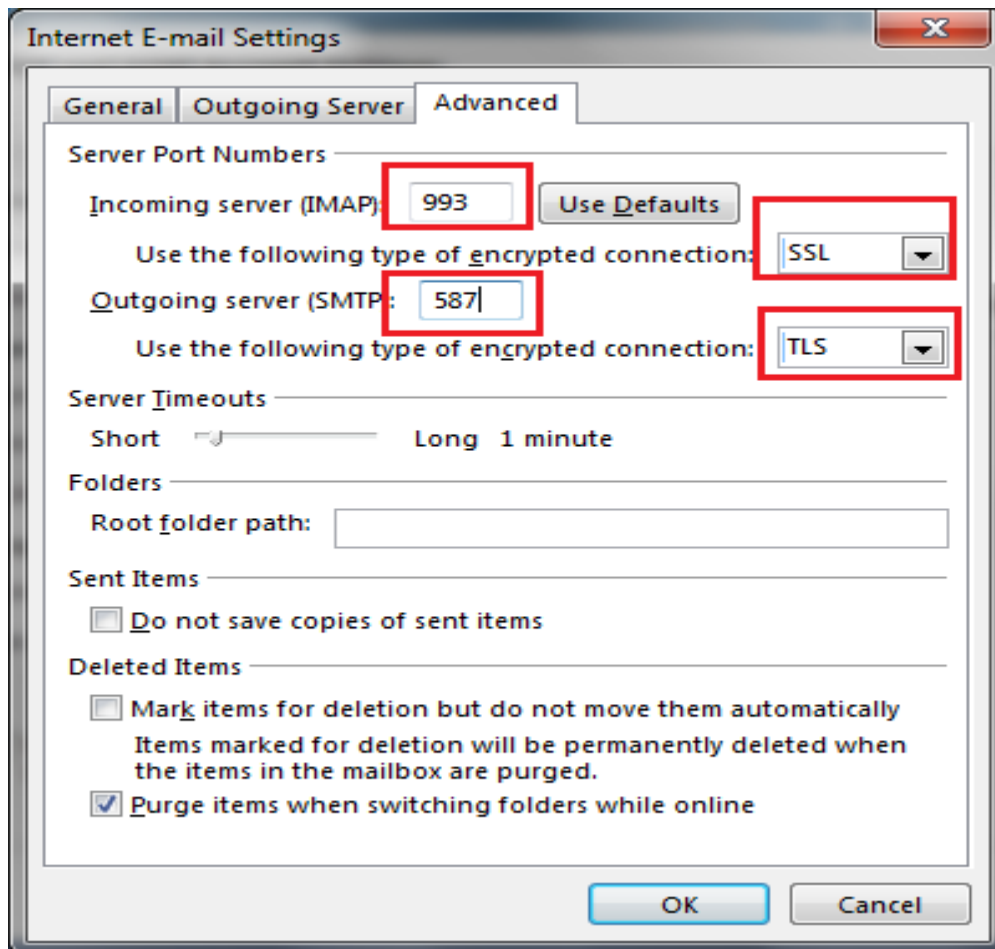 Internet E-mail Settings
General Outgoing Server Advanced
Server Port Numbers
Incoming server (IMAP): 993 Use Defaults
Use the following type of encrypted connection: SSL
Outgoing server (SMTP): 587
Use the following type of encrypted connection: TLS
Server Timeouts
Short Long 1 minute
Folders
Root folder path:
Sent Items
Do not save copies of sent items
Deleted Items
Mark items for deletion but do not move them automatically
Items marked for deletion will be permanently deleted when
the items in the mailbox are purged.
Purge items when switching folders while online
OK Cancel